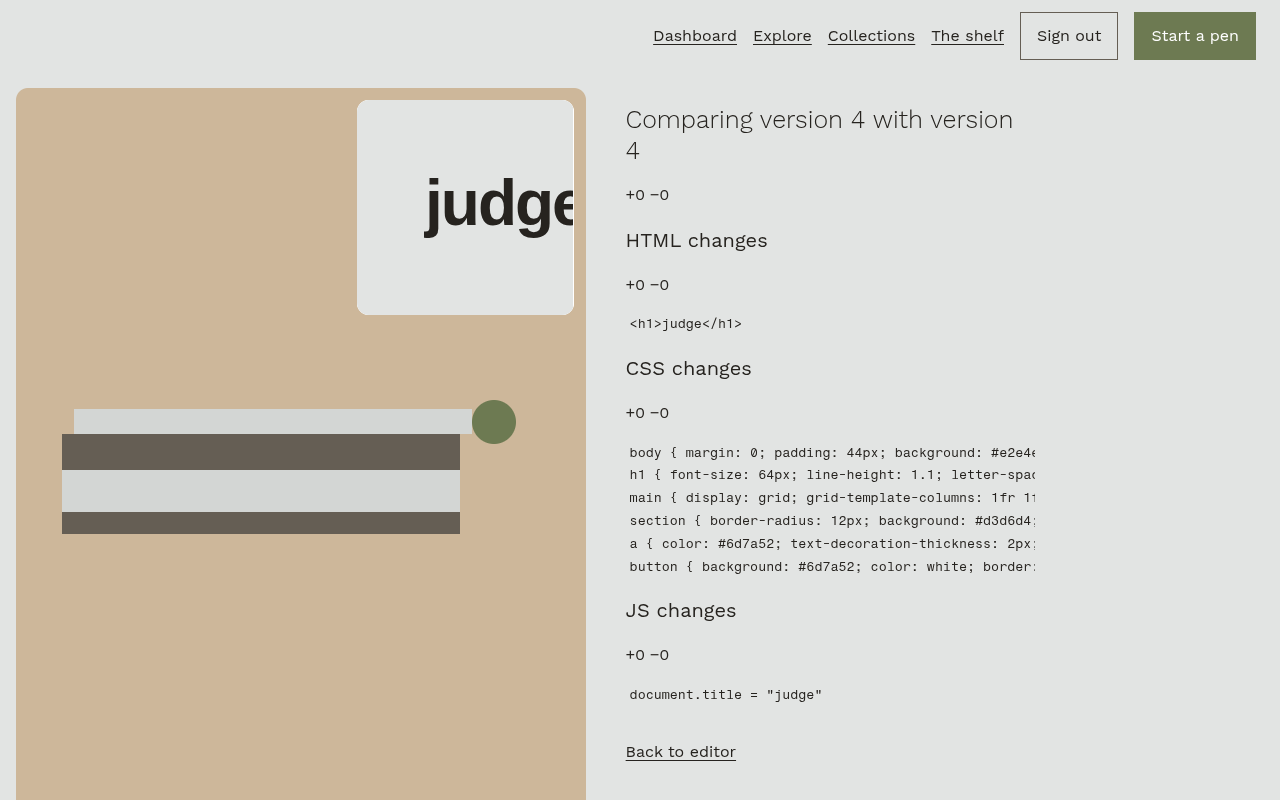 Dashboard Explore Collections The shelf Sign out Start a pen
judge
Comparing version 4 with version
4
+0 −0
HTML changes
+0 −0
<h1>judge</h1>
CSS changes
+0 −0
body { margin: 0; padding: 44px; background: #e2e4e
h1 { font-size: 64px; line-height: 1.1; letter-spac
main { display: grid; grid-template-columns: 1fr 1f
section { border-radius: 12px; background: #d3d6d4;
a { color: #6d7a52; text-decoration-thickness: 2px;
button { background: #6d7a52; color: white; border:
JS changes
+0 −0
document.title = "judge"
Back to editor